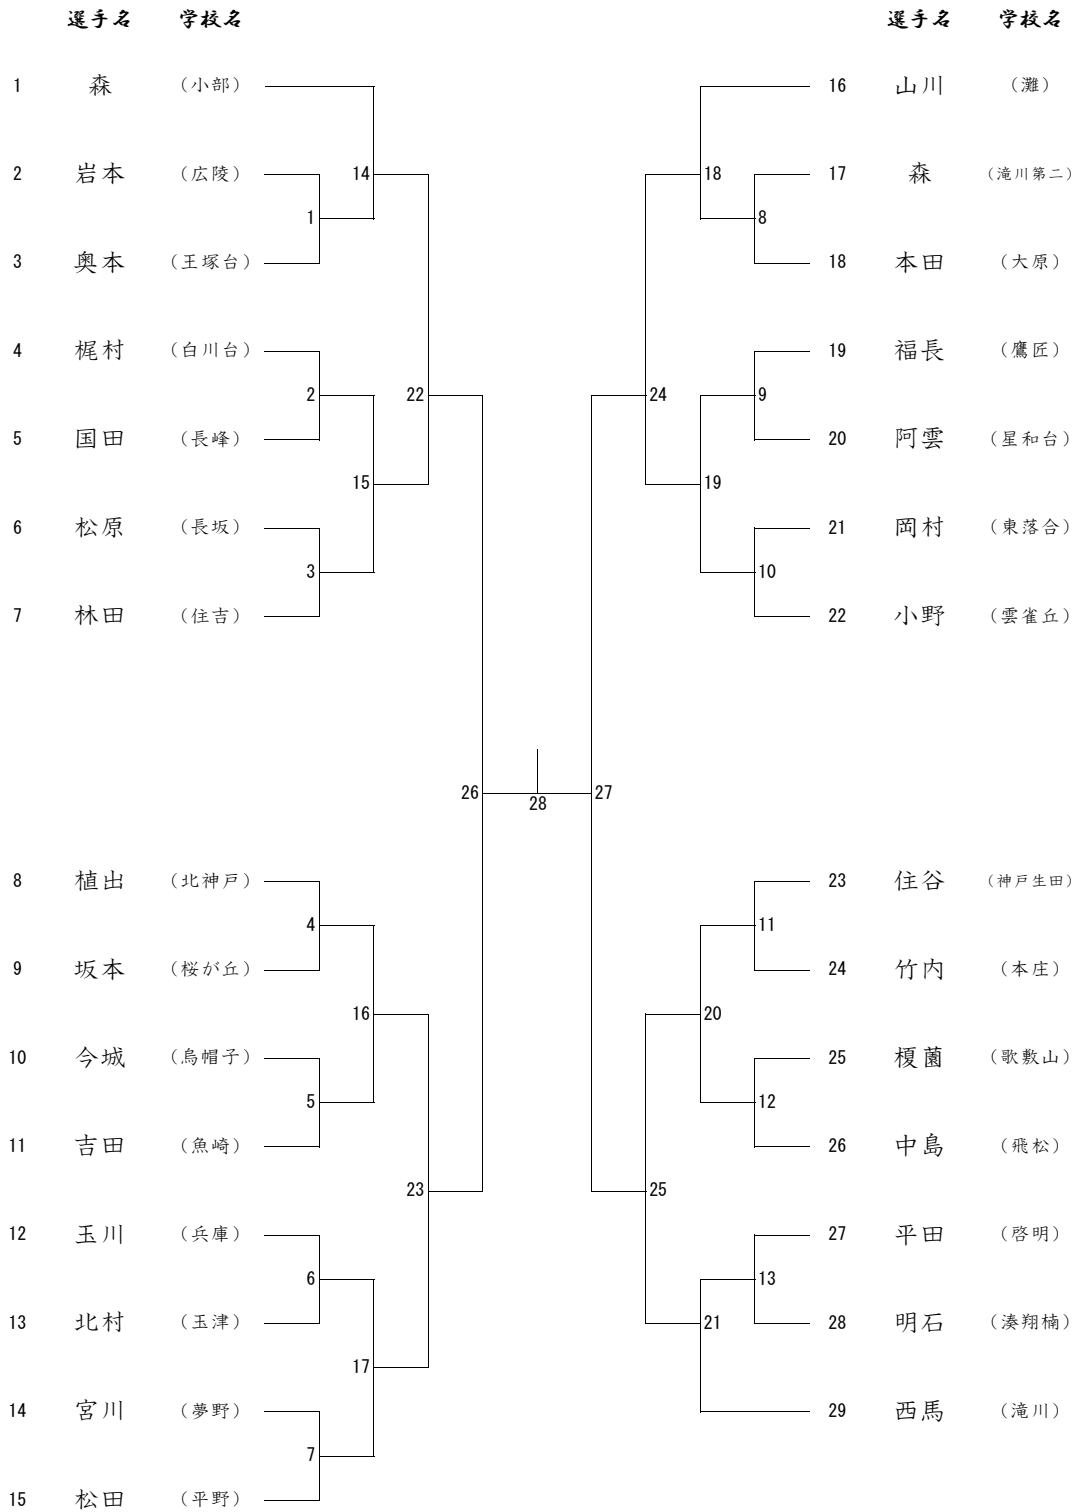 選手名 学校名 選手名 学校名
1 森 (小部) 16 山川 (灘)
2 岩本 (広陵) 14 18 17 森 (滝川第二)
1 8
3 奥本 (王塚台) 18 本田 (大原)
4 梶村 (白川台) 19 福長 (鷹匠)
2 22 24 9
5 国田 (長峰) 20 阿雲 (星和台)
15 19
6 松原 (長坂) 21 岡村 (東落合)
3 10
7 林田 (住吉) 22 小野 (雲雀丘)
26 28 27
8 植出 (北神戸) 23 住谷 (神戸生田)
4 11
9 坂本 (桜が丘) 24 竹内 (本庄)
16 20
10 今城 (烏帽子) 25 榎薗 (歌敷山)
5 12
11 吉田 (魚崎) 26 中島 (飛松)
23 25
12 玉川 (兵庫) 27 平田 (啓明)
6 13
13 北村 (玉津) 21 28 明石 (湊翔楠)
17
14 宮川 (夢野) 29 西馬 (滝川)
7
15 松田 (平野)